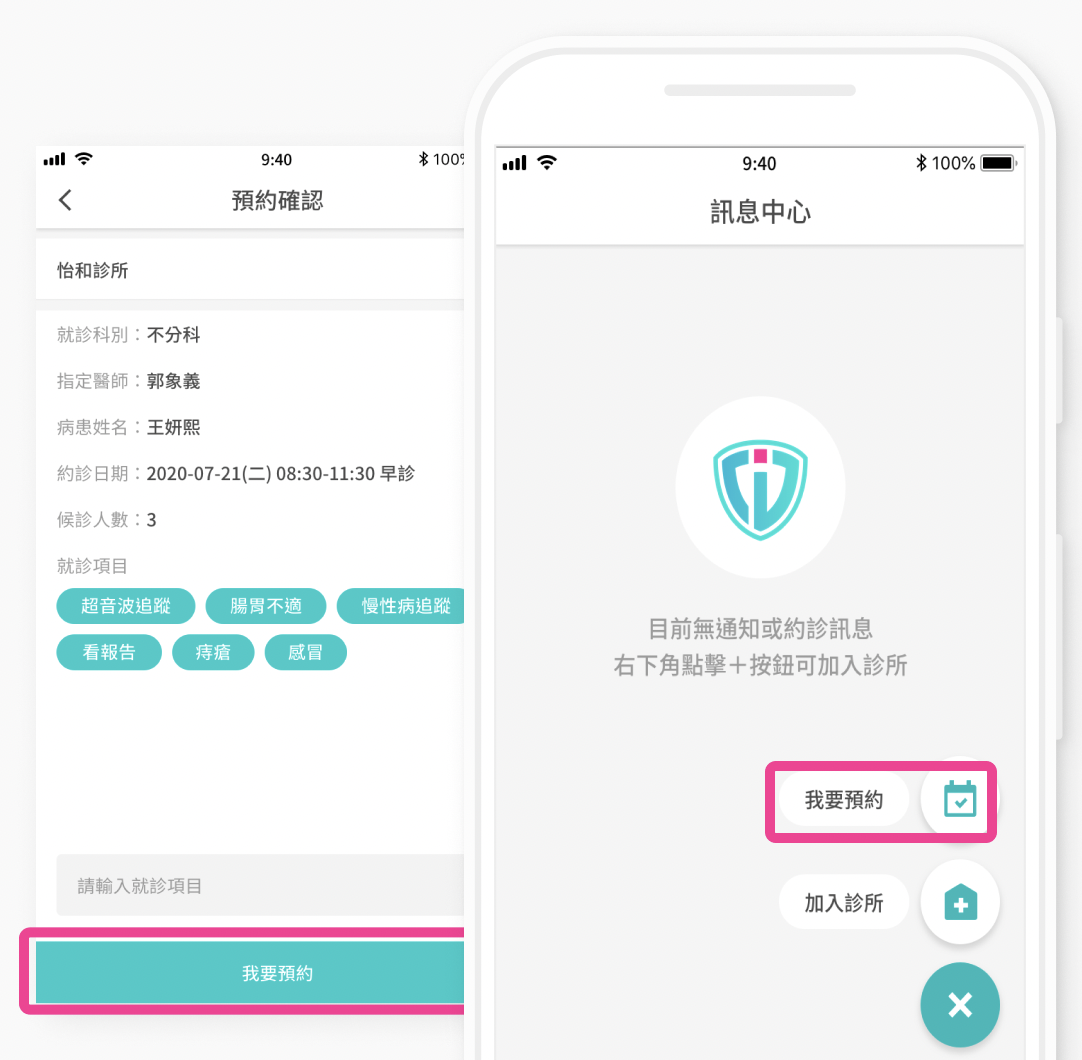 9:40
100%
預約確認
怡和診所
就診科別：不分科
指定醫師：郭象義
病患姓名：王妍熙
約診日期：2020-07-21(二) 08:30-11:30 早診
候診人數：3
就診項目
超音波追蹤 腸胃不適 慢性病追蹤
看報告 痔瘡 感冒
請輸入就診項目
我要預約
9:40
100%
訊息中心
目前無通知或約診訊息
右下角點擊＋按鈕可加入診所
我要預約
加入診所